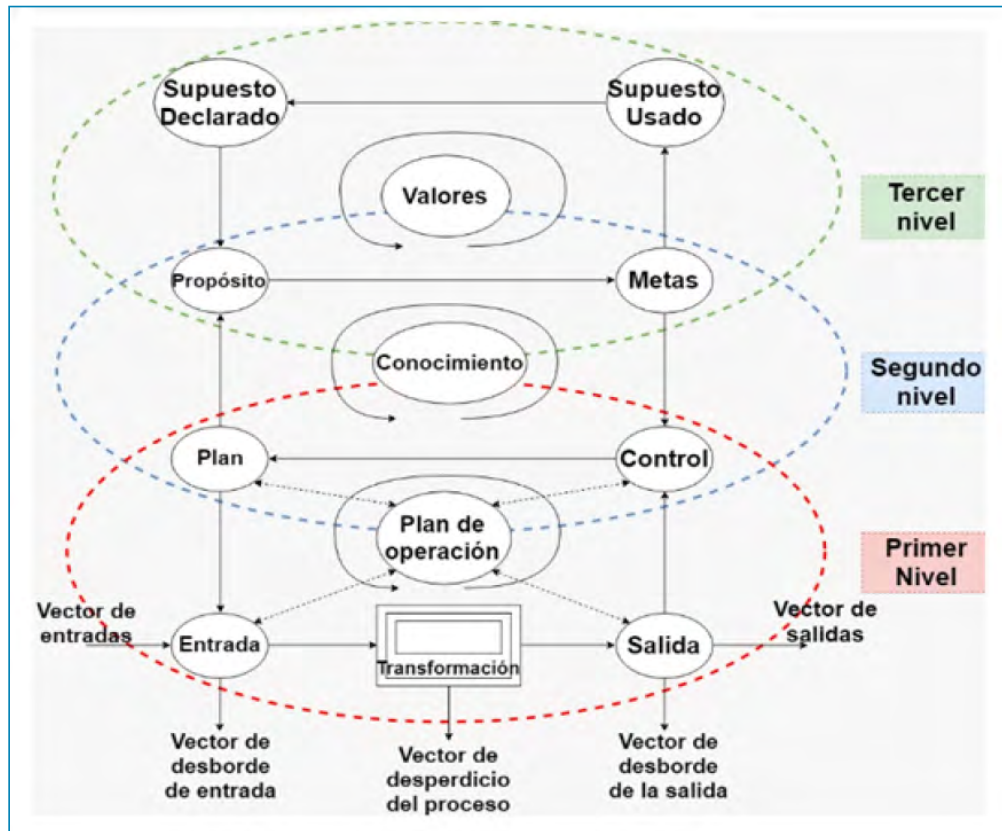 Supuesto
Declarado
Supuesto
Usado
Valores
Tercer
nivel
Propósito
Metas
Conocimiento
Segundo
nivel
Plan
Control
Plan de
operación
Primer
Nivel
Vector de
entradas
Vector de
salidas
Entrada
Transformación
Salida
Vector de
desborde
de entrada
Vector de
desperdicio
del proceso
Vector de
desborde
de la salida